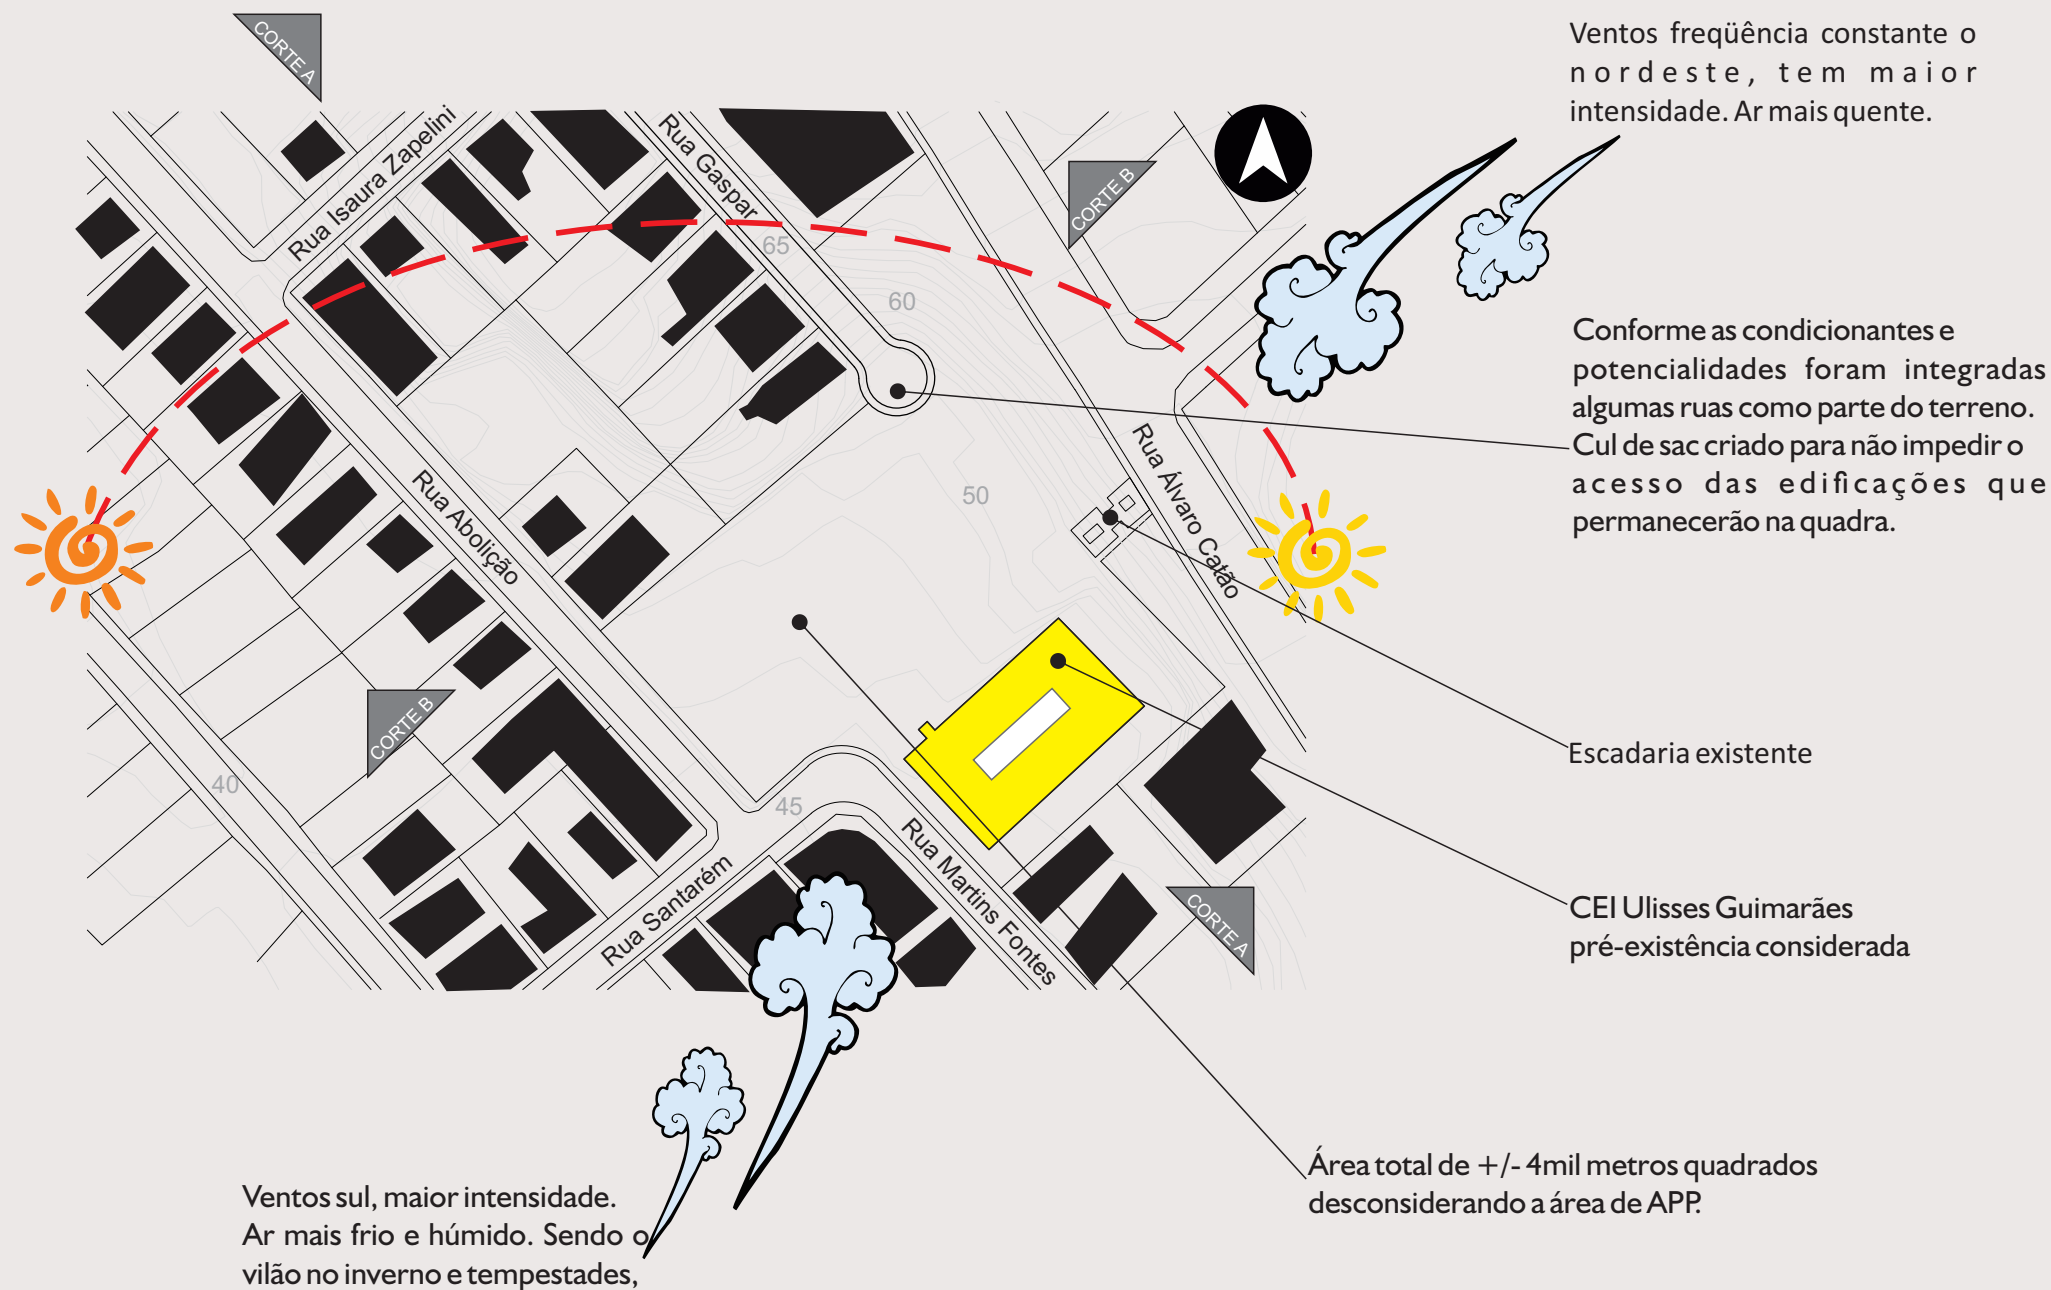 CORTE A
Ventos freqüência constante o
nordeste, tem maior
intensidade. Ar mais quente.
Rua Isaura Zapelini
Rua Gaspar
CORTE B
65
60
Conforme as condicionantes e
potencialidades foram integradas
algumas ruas como parte do terreno.
Cul de sac criado para não impedir o
acesso das edificações que
permanecerão na quadra.
Rua Abolição
50
Rua Álvaro Catão
CORTE B
40
45
Escadaria existente
Rua Santarém
Rua Martins Fontes
CORTE A
CEI Ulisses Guimarães
pré-existência considerada
Área total de +/- 4mil metros quadrados
desconsiderando a área de APP.
Ventos sul, maior intensidade.
Ar mais frio e húmido. Sendo o
vilão no inverno e tempestades,